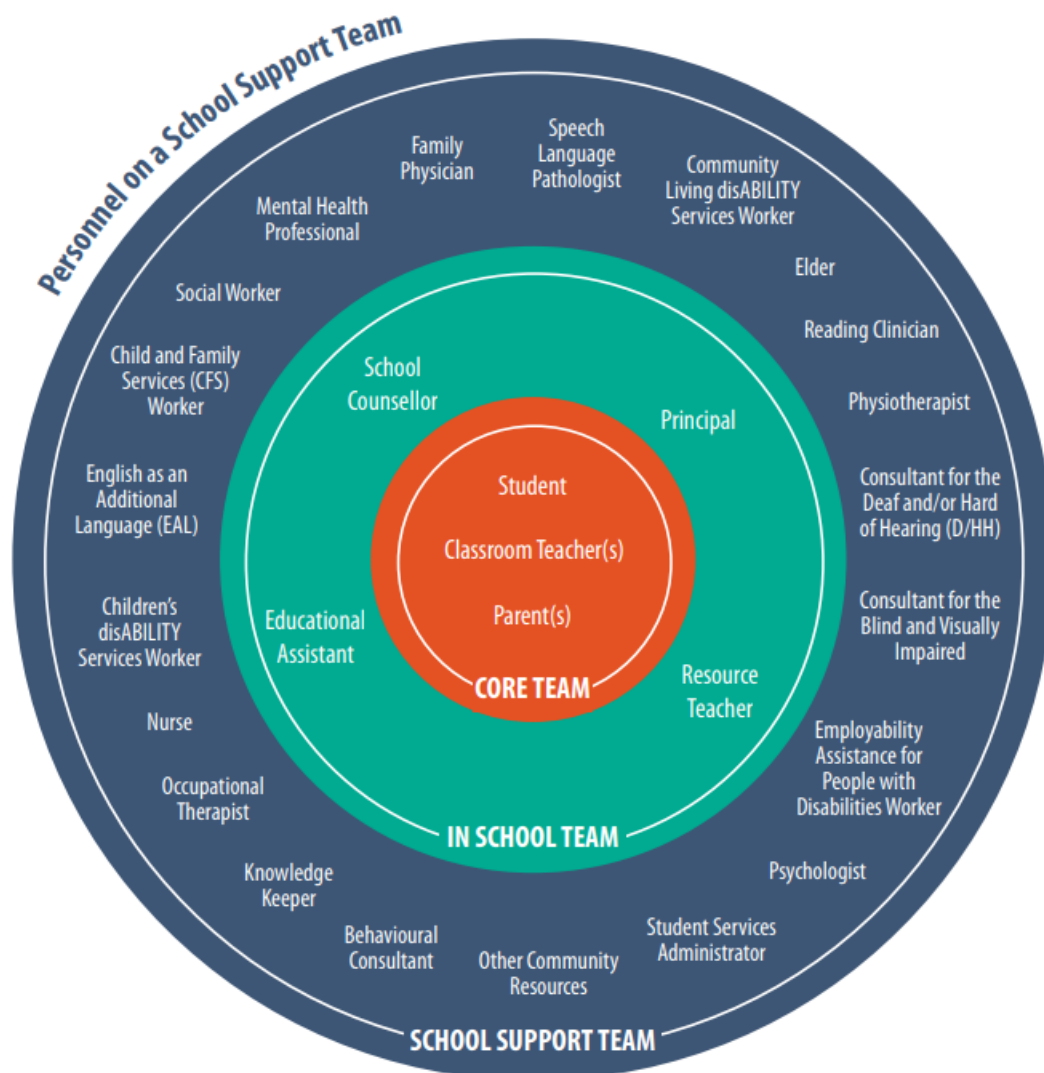 Personnel on a School Support Team
Family
Physician
Speech
Language
Pathologist
Community
Living disABILITY
Services Worker
Mental Health
Professional
Elder
Social Worker
Reading Clinician
Child and Family
Services (CFS)
Worker
Physiotherapist
English as an
Additional
Language (EAL)
Consultant for the
Deaf and/or Hard
of Hearing (D/HH)
Children's
disABILITY
Services Worker
Consultant for the
Blind and Visually
Impaired
Nurse
Employability
Assistance for
People with
Disabilities Worker
Occupational
Therapist
Psychologist
Knowledge
Keeper
Behavioural
Consultant
Other Community
Resources
Student Services
Administrator
SCHOOL SUPPORT TEAM
School
Counsellor
Principal
Educational
Assistant
Resource
Teacher
IN SCHOOL TEAM
Student
Classroom Teacher(s)
Parent(s)
CORE TEAM